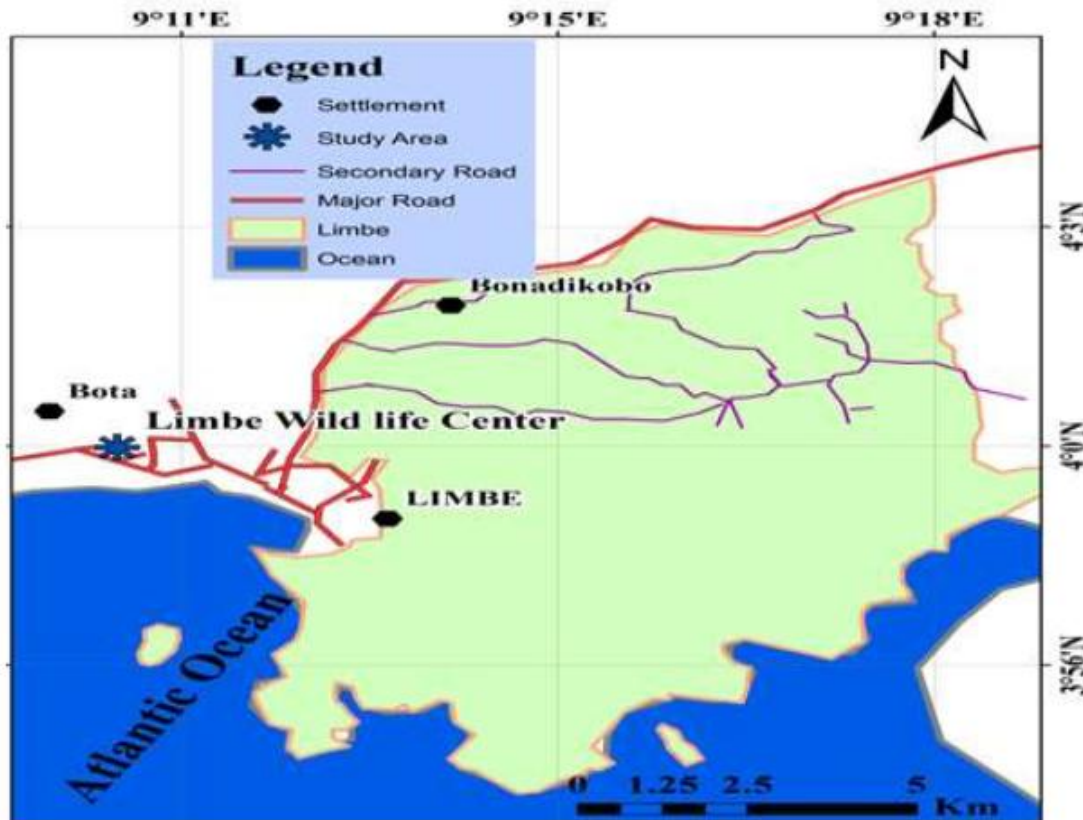 9°11'E 9°15'E 9°18'E
N
Legend
Settlement
Study Area
Secondary Road
Major Road
Limbe
Ocean
4°3'N
Bonadikobo
Bota
Limbe Wild life Center
4°0'N
LIMBE
Atlantic Ocean
3°56'N
0 1.25 2.5 5
Km